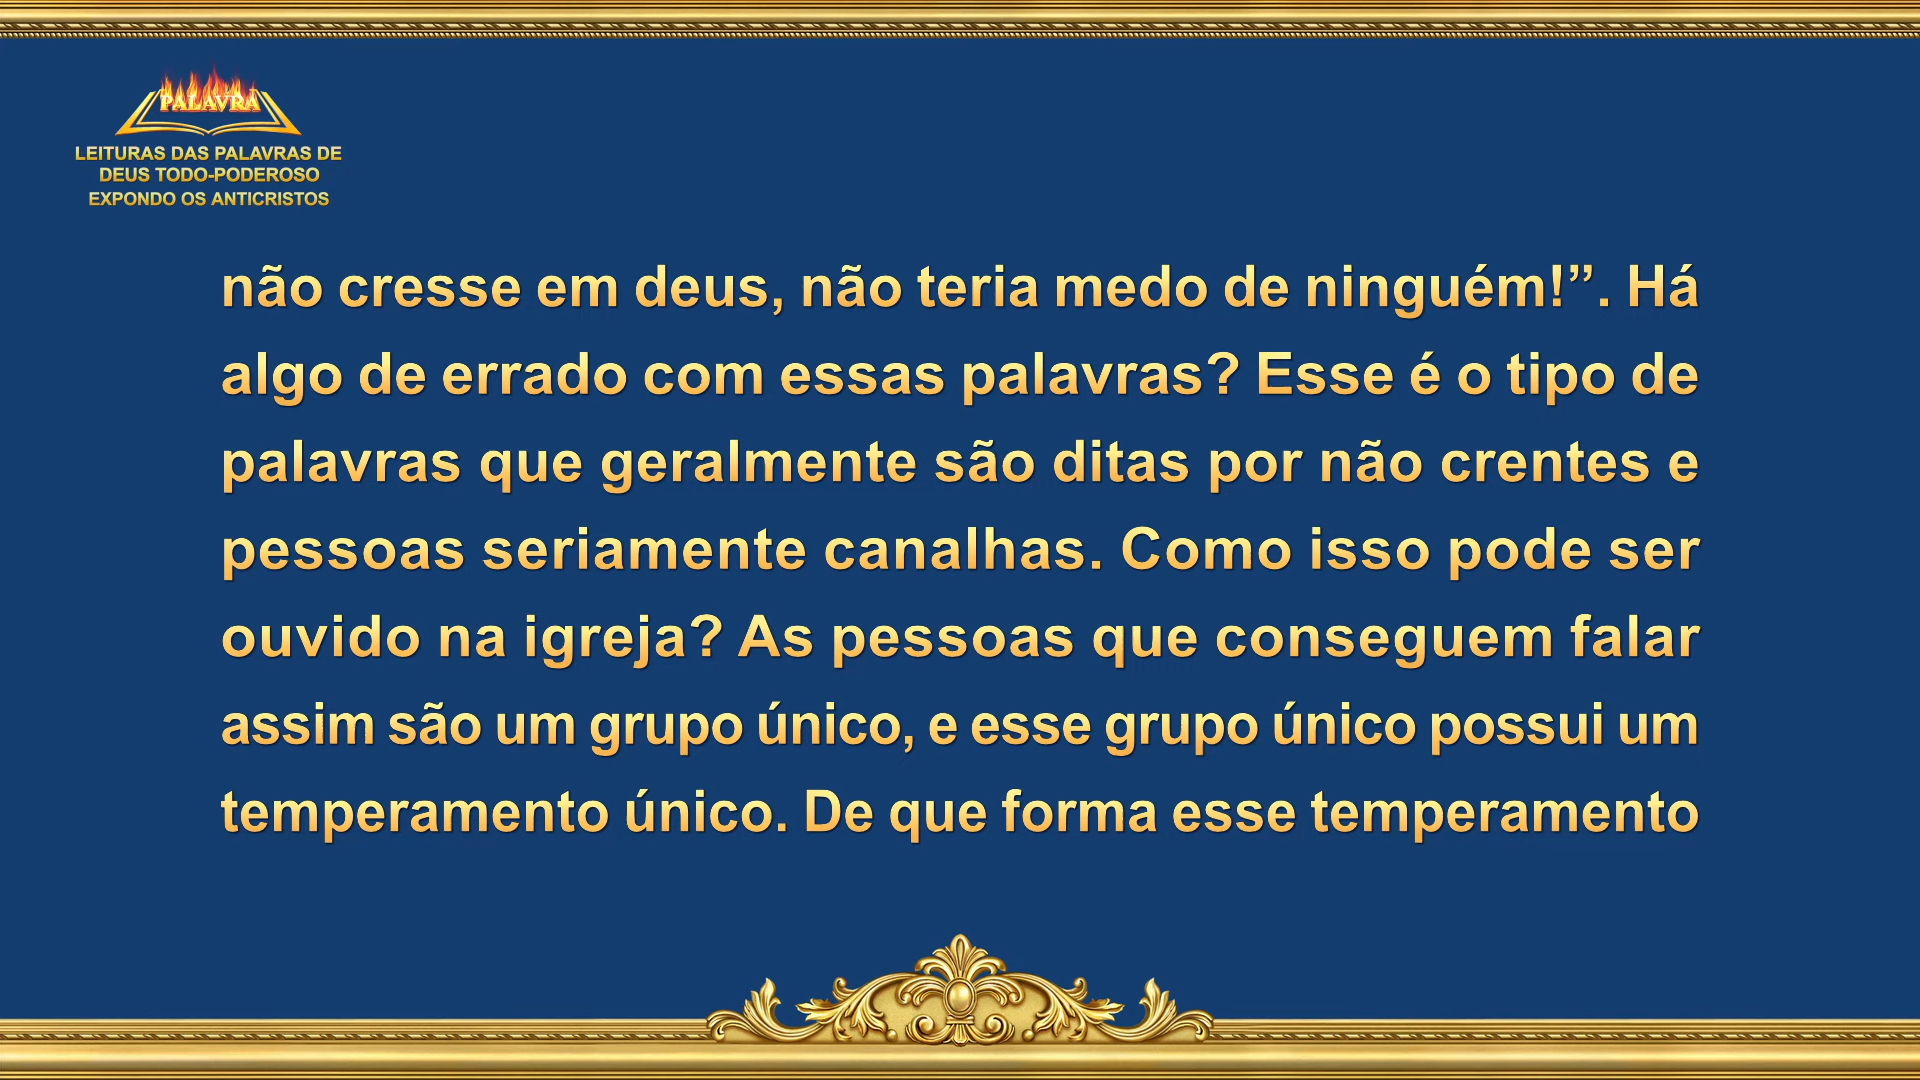 PALAVRA
LEITURAS DAS PALAVRAS DE
DEUS TODO-PODEROSO
EXPONDO OS ANTICRISTOS
não cresse em deus, não teria medo de ninguém!”. Há
algo de errado com essas palavras? Esse é o tipo de
palavras que geralmente são ditas por não crentes e
pessoas seriamente canalhas. Como isso pode ser
ouvido na igreja? As pessoas que conseguem falar
assim são um grupo único, e esse grupo único possui um
temperamento único. De que forma esse temperamento